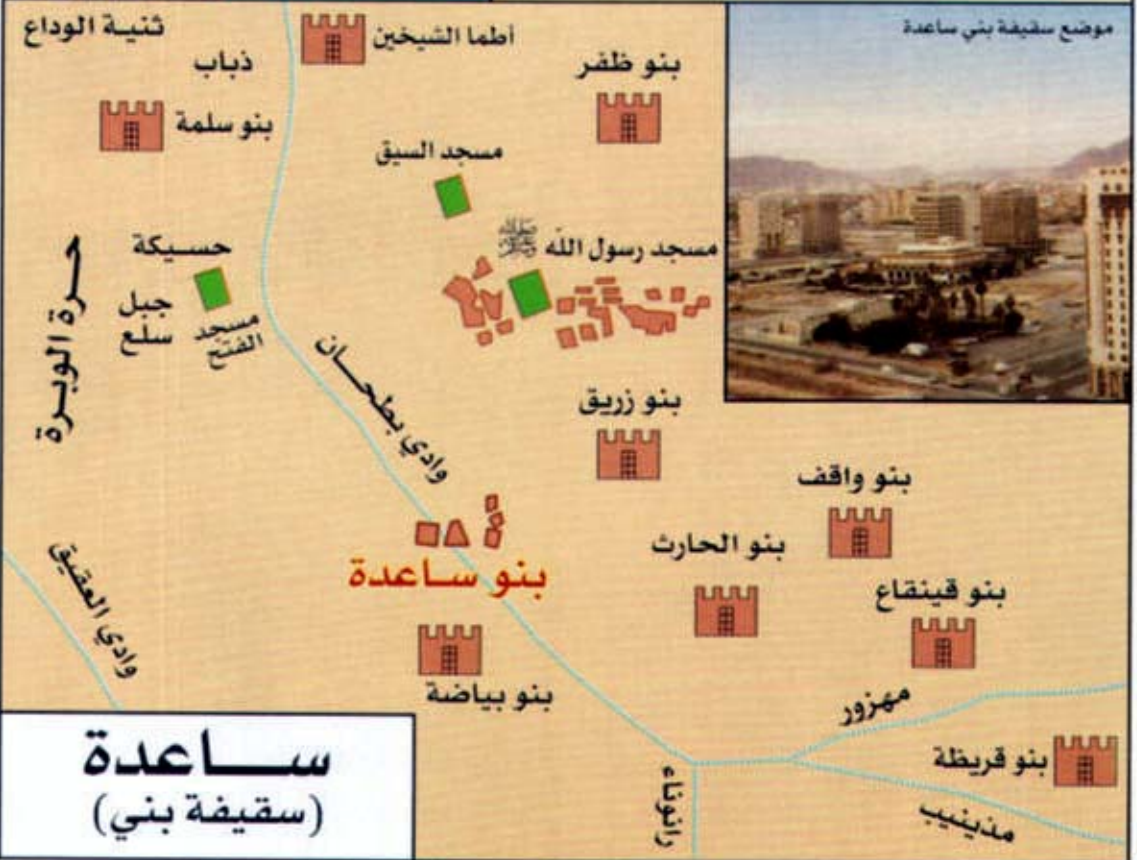 موضع سقيفة بني ساعدة
ثنية الوداع
أطما الشيخين
ذباب
بنو ظفر
بنو سلمة
مسجد السبق
مسجد رسول الله ﷺ
حسيكة
جبل
سلع
مسجد
الفتح
حرة الوبرة
وادي بطحان
بنو زريق
بنو واقف
بنو الحارث
بنو ساعدة
بنو قينقاع
وادي العقيق
بنو بياضة
مهزور
بنو قريظة
رانوناء
مذينيب
ســاعدة
(سقيفة بني)